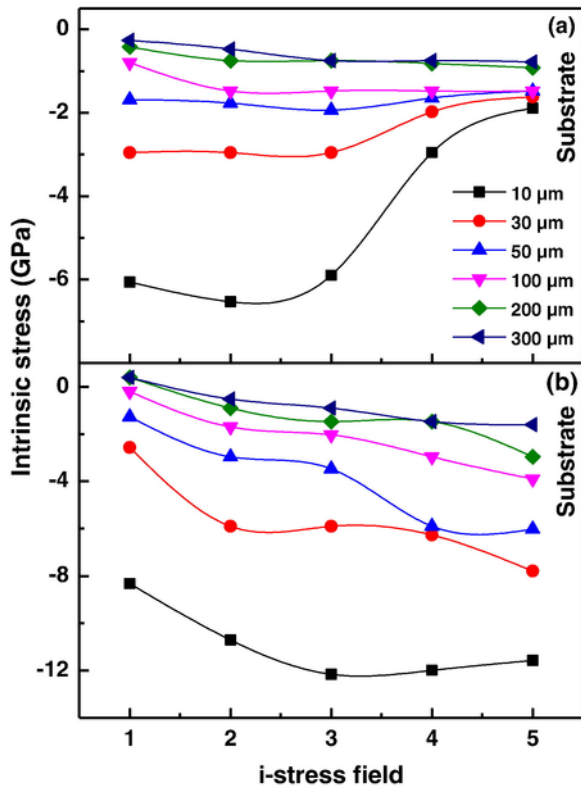 (a)
0
-2
-4
-6
Substrate
10 µm
30 µm
50 µm
100 µm
200 µm
300 µm
Intrinsic stress (GPa)
(b)
0
-4
-8
-12
Substrate
1 2 3 4 5
i-stress field